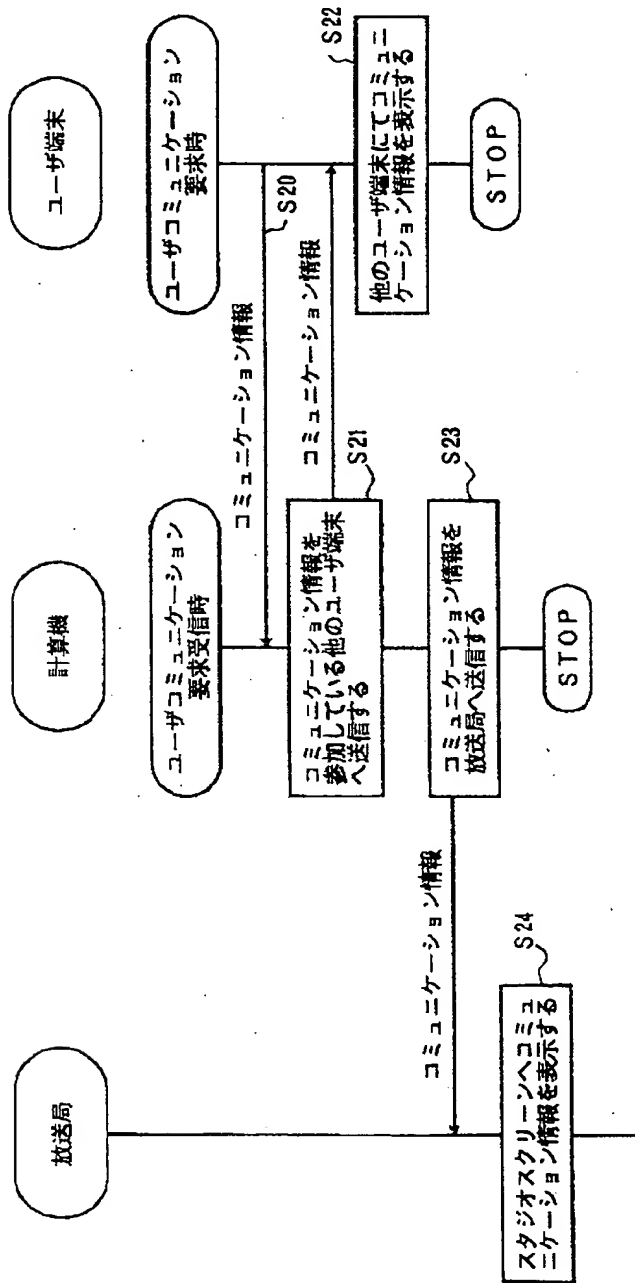 放送局
計算機
ユーザ端末
ユーザコミュニケーション
要求受信時
ユーザコミュニケーション
要求時
コミュニケーション情報
S20
コミュニケーション情報を
参加している他のユーザ端末
へ送信する
S21
コミュニケーション情報
他のユーザ端末にてコミュニ
ケーション情報を表示する
S22
STOP
コミュニケーション情報を
放送局へ送信する
S23
STOP
コミュニケーション情報
スタジオスクリーンへコミュ
ニケーション情報を表示する
S24